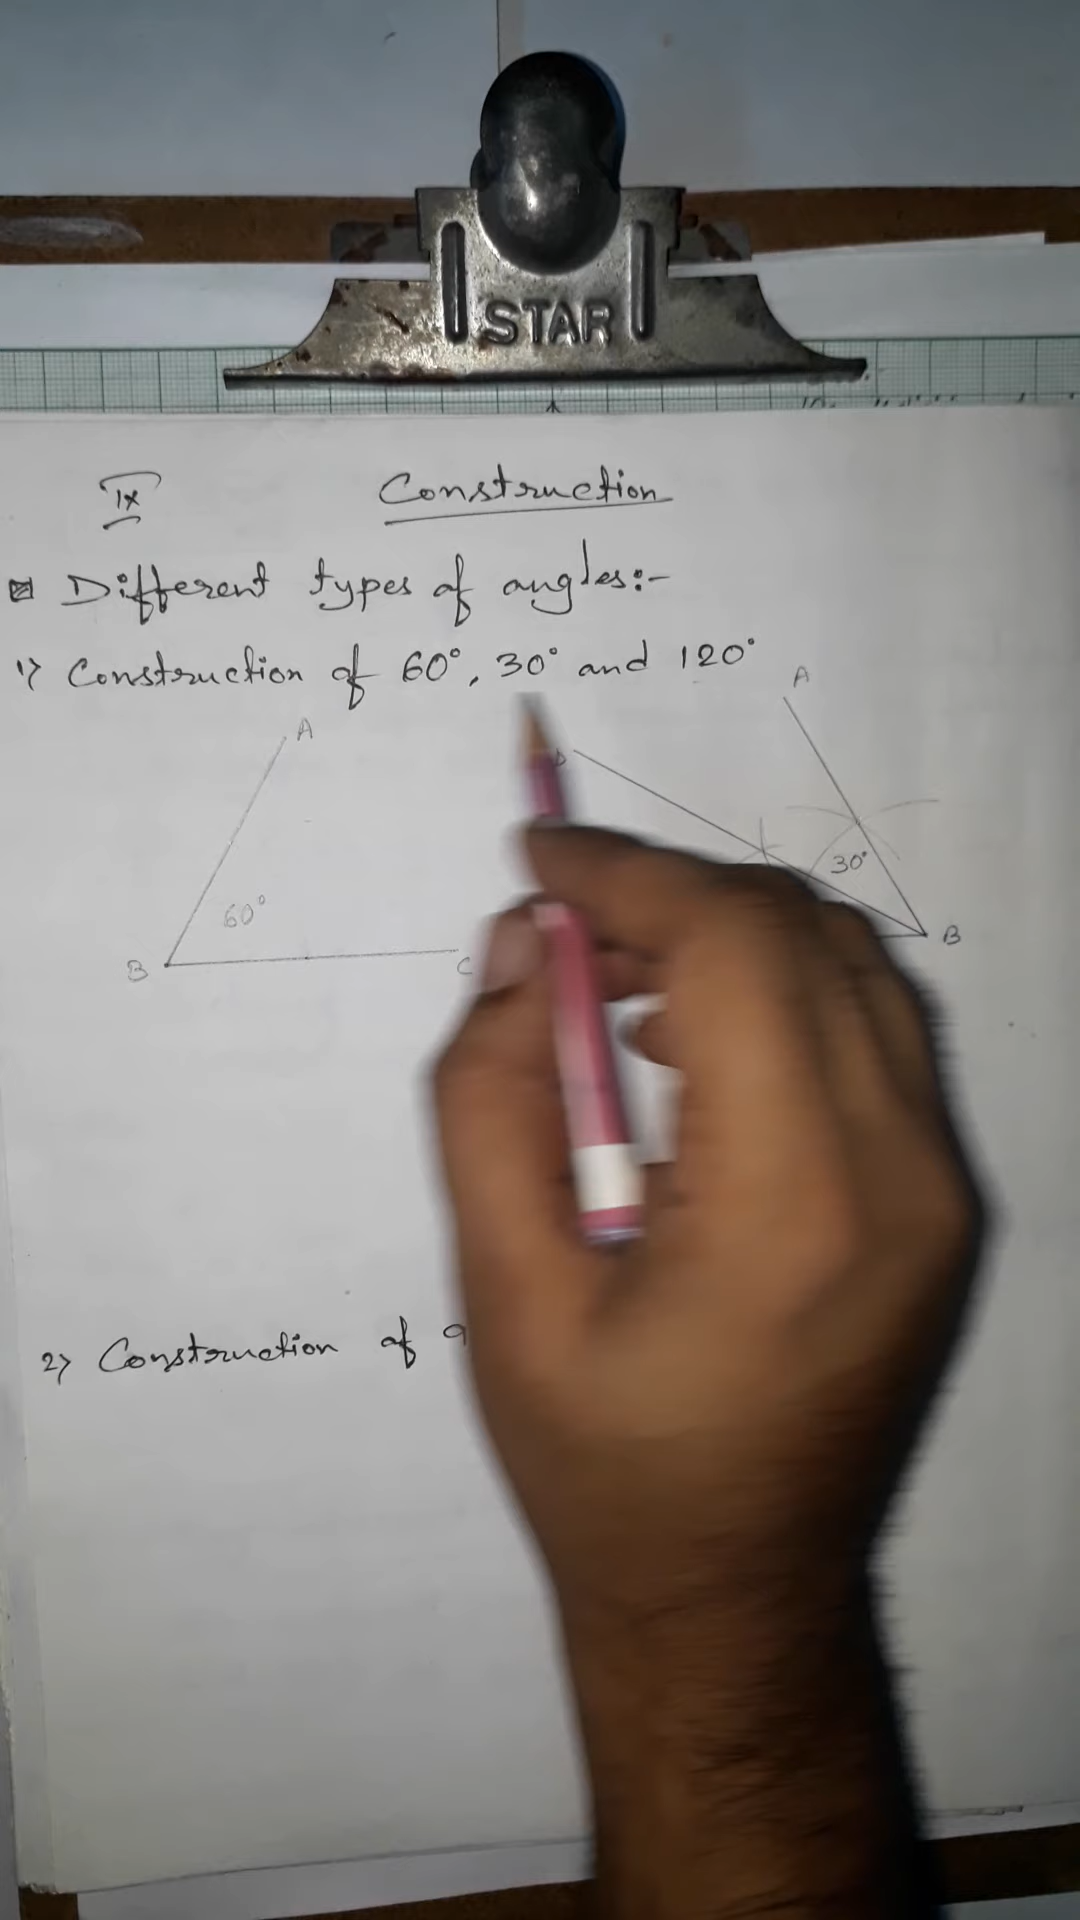 STAR
IX
Construction
Different types of angles:-
1) Construction of 60°, 30° and 120°
A
A
D
30°
60°
B
B
C
2) Construction of 9